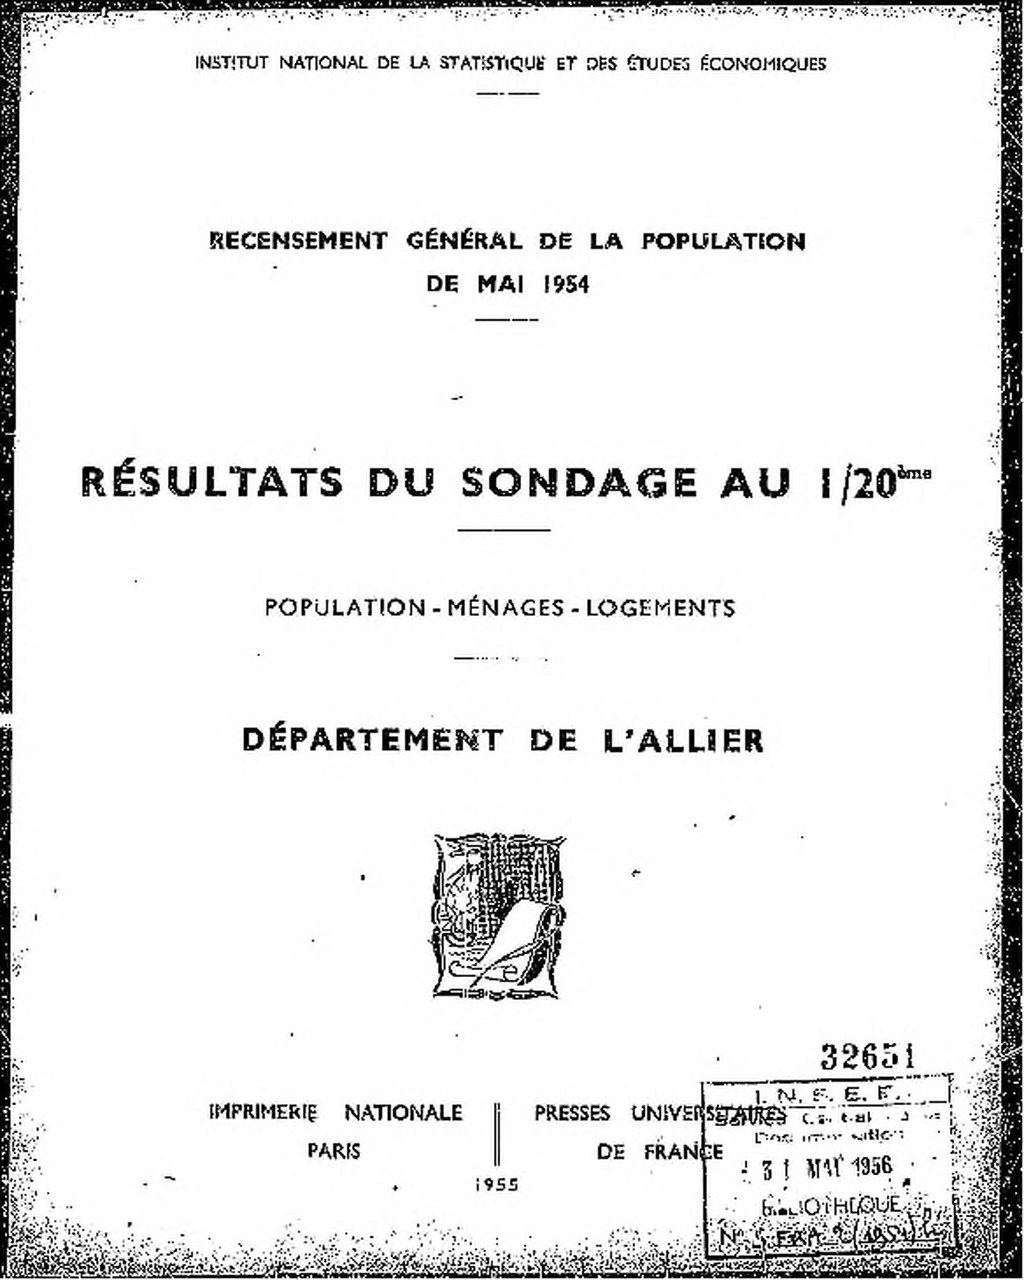 INSTITUT NATIONAL DE LA STATISTIQUE ET DES ÉTUDES ÉCONOMIQUES
RECENSEMENT GÉNÉRAL DE LA POPULATION
DE MAI 1954
RÉSULTATS DU SONDAGE AU 1/20ème
POPULATION - MÉNAGES - LOGEMENTS
DÉPARTEMENT DE L'ALLIER
32651
IMPRIMERIE NATIONALE
PARIS
PRESSES UNIVERSITAIRES
DE FRANCE
1955
I. N. S. E. E.
Documentation
31 MAI 1956
BIBLIOTHEQUE